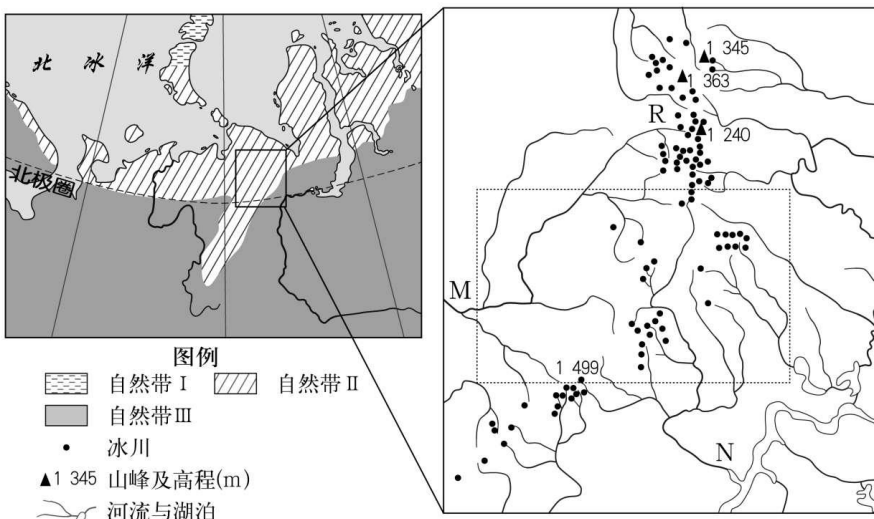 北冰洋
北极圈
图例
自然带Ⅰ 自然带Ⅱ
自然带Ⅲ
冰川
▲1 345 山峰及高程(m)
河流与湖泊
1 345
1 363
R
1 240
M
1 499
N